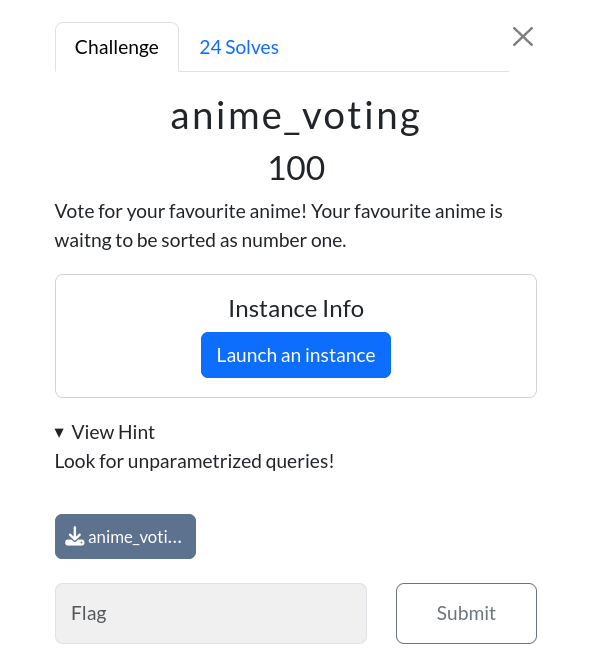 Challenge
24 Solves
anime_voting
100
Vote for your favourite anime! Your favourite anime is
waitng to be sorted as number one.
Instance Info
Launch an instance
▼ View Hint
Look for unparametrized queries!
anime_voti...
Flag
Submit